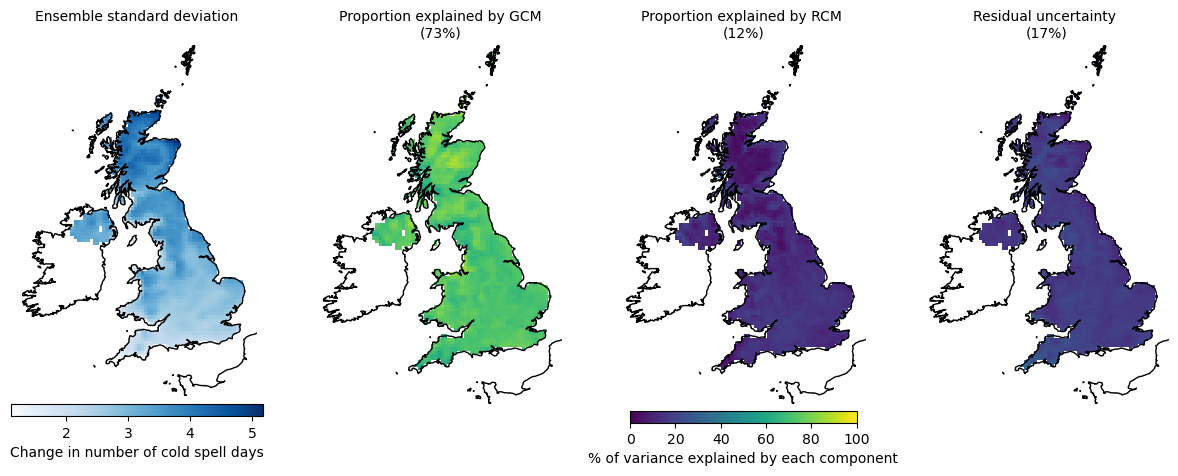 Ensemble standard deviation
Proportion explained by GCM
(73%)
Proportion explained by RCM
(12%)
Residual uncertainty
(17%)
2 3 4 5
Change in number of cold spell days
0 20 40 60 80 100
% of variance explained by each component